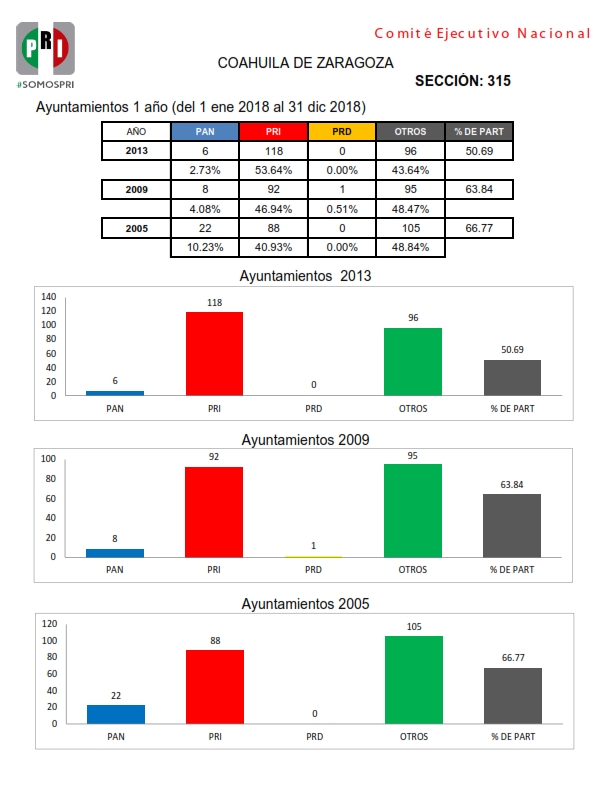 Comité Ejecutivo Nacional
PRI
#SOMOSPRI
COAHUILA DE ZARAGOZA
SECCIÓN: 315
Ayuntamientos 1 año (del 1 ene 2018 al 31 dic 2018)
AÑO PAN PRI PRD OTROS % DE PART
2013 6 118 0 96 50.69
2.73% 53.64% 0.00% 43.64%
2009 8 92 1 95 63.84
4.08% 46.94% 0.51% 48.47%
2005 22 88 0 105 66.77
10.23% 40.93% 0.00% 48.84%
Ayuntamientos 2013
140
120
100
80
60
40
20
0
6 118 0 96 50.69
PAN PRI PRD OTROS % DE PART
Ayuntamientos 2009
100
80
60
40
20
0
8 92 1 95 63.84
PAN PRI PRD OTROS % DE PART
Ayuntamientos 2005
120
100
80
60
40
20
0
22 88 0 105 66.77
PAN PRI PRD OTROS % DE PART